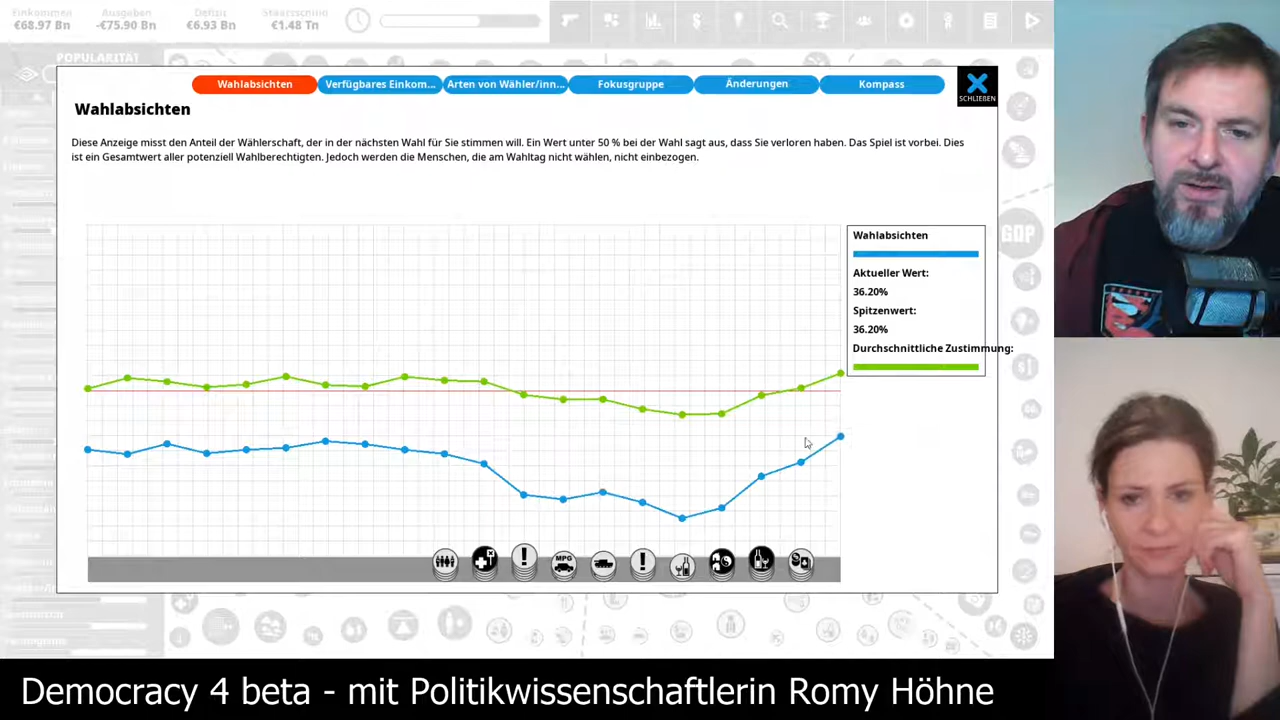 Einkommen
Ausgaben
Defizit
Staatsschuld
€68.97 Bn
-€75.90 Bn
€6.93 Bn
€1.48 Tn
POPULARITÄT
Wahlabsichten
Verfügbares Einkom...
Arten von Wähler/inn...
Fokusgruppe
Änderungen
Kompass
SCHLIEßEN
Wahlabsichten
Diese Anzeige misst den Anteil der Wählerschaft, der in der nächsten Wahl für Sie stimmen will. Ein Wert unter 50 % bei der Wahl sagt aus, dass Sie verloren haben. Das Spiel ist vorbei. Dies
ist ein Gesamtwert aller potenziell Wahlberechtigten. Jedoch werden die Menschen, die am Wahltag nicht wählen, nicht einbezogen.
Wahlabsichten
Aktueller Wert:
36.20%
Spitzenwert:
36.20%
Durchschnittliche Zustimmung:
GDP
MPG
Democracy 4 beta - mit Politikwissenschaftlerin Romy Höhne